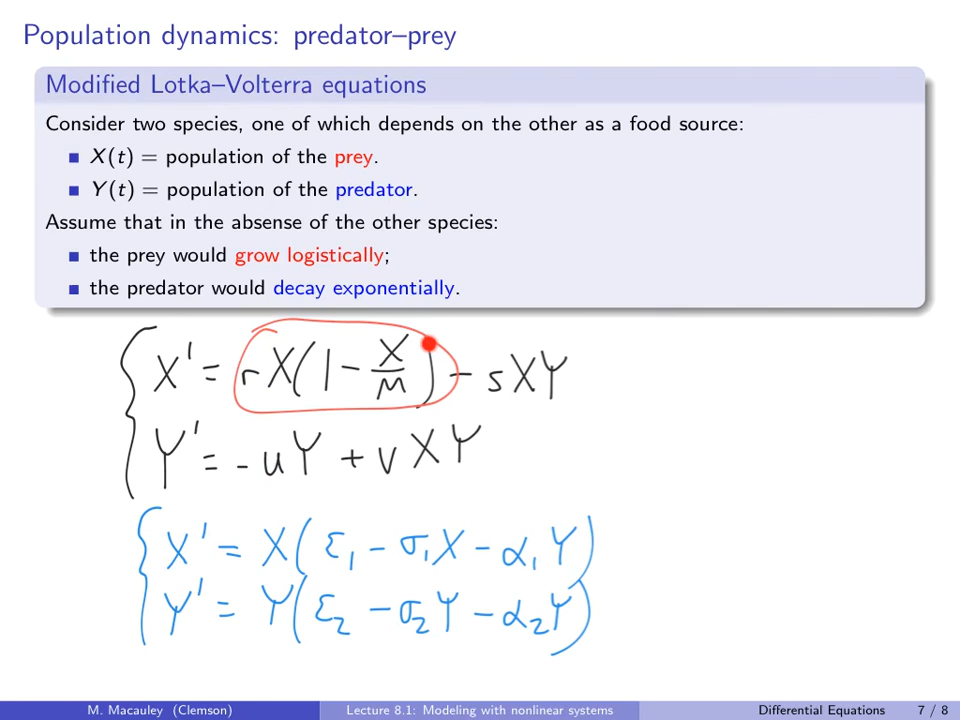 Population dynamics: predator–prey
Modified Lotka–Volterra equations
Consider two species, one of which depends on the other as a food source:
■ X(t) = population of the prey.
■ Y(t) = population of the predator.
Assume that in the absence of the other species:
■ the prey would grow logistically;
■ the predator would decay exponentially.
X' = rX(1 - X/M) - sXY
Y' = -uY + vXY
X' = X(ε₁ - σ₁X - α₁Y)
Y' = Y(ε₂ - σ₂Y - α₂Y)
M. Macauley (Clemson) Lecture 8.1: Modeling with nonlinear systems Differential Equations 7 / 8